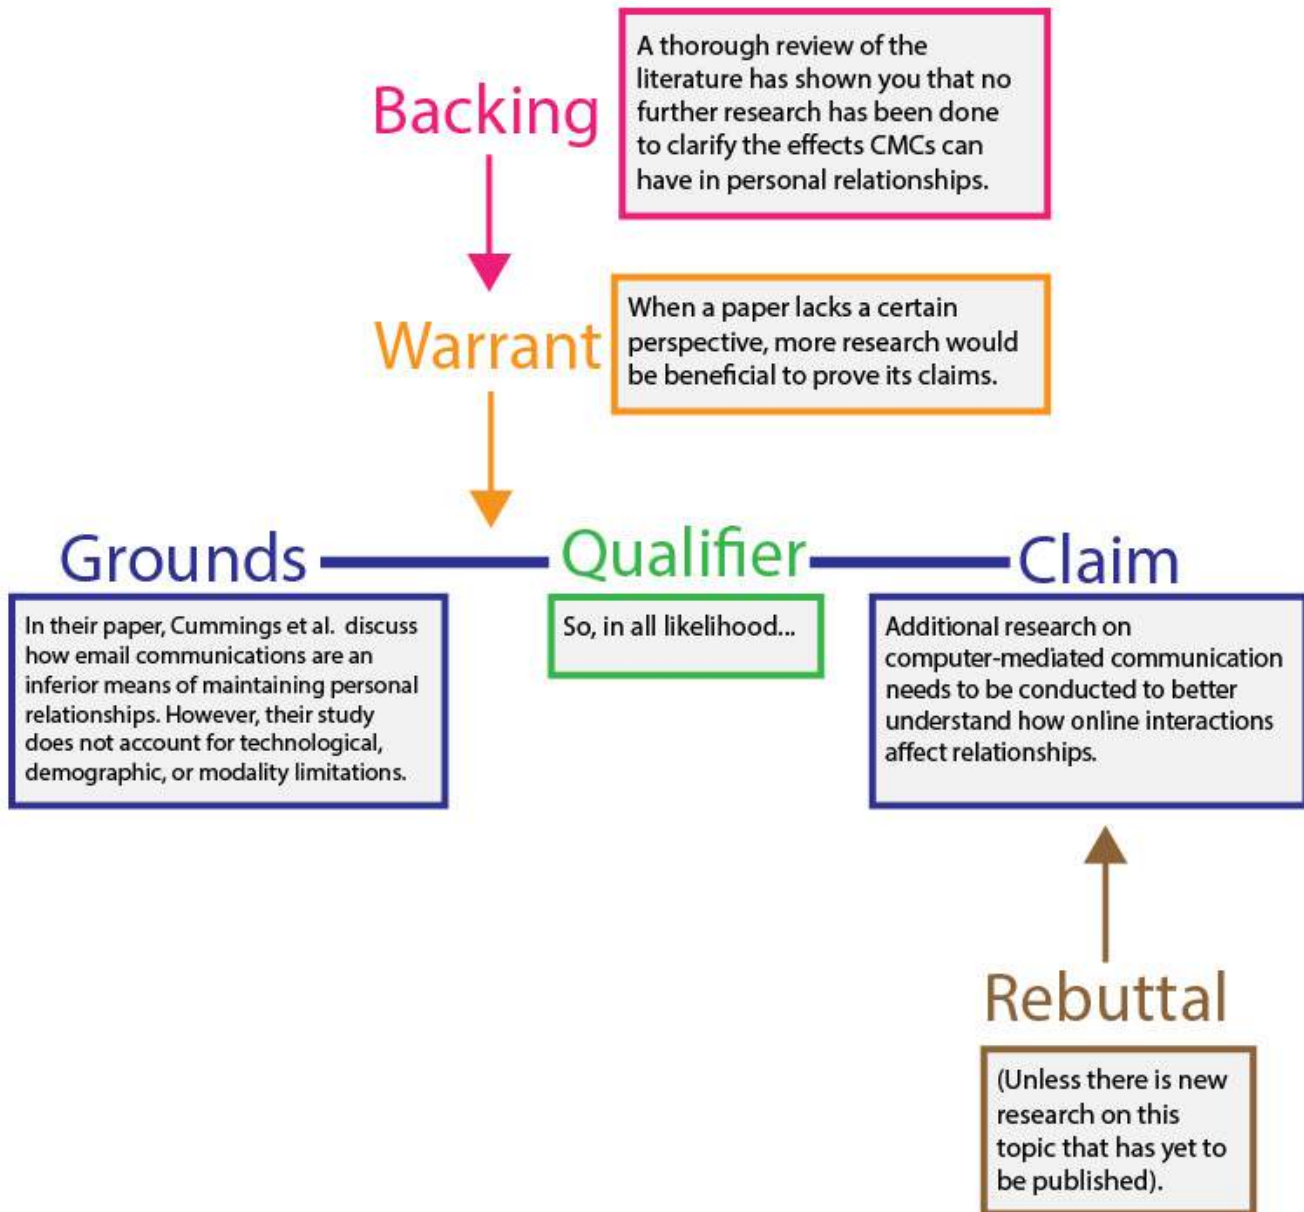 Backing
A thorough review of the
literature has shown you that no
further research has been done
to clarify the effects CMCs can
have in personal relationships.
Warrant
When a paper lacks a certain
perspective, more research would
be beneficial to prove its claims.
Grounds
In their paper, Cummings et al. discuss
how email communications are an
inferior means of maintaining personal
relationships. However, their study
does not account for technological,
demographic, or modality limitations.
Qualifier
So, in all likelihood...
Claim
Additional research on
computer-mediated communication
needs to be conducted to better
understand how online interactions
affect relationships.
Rebuttal
(Unless there is new
research on this
topic that has yet to
be published).